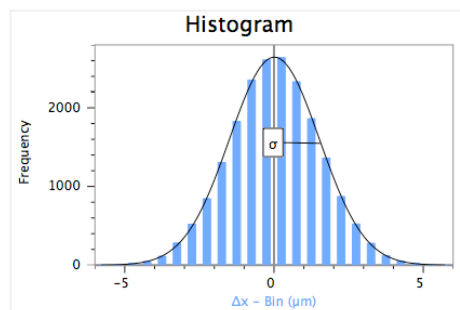 Histogram
Frequency
2000
1000
0
σ
-5
0
5
Δx - Bin (μm)